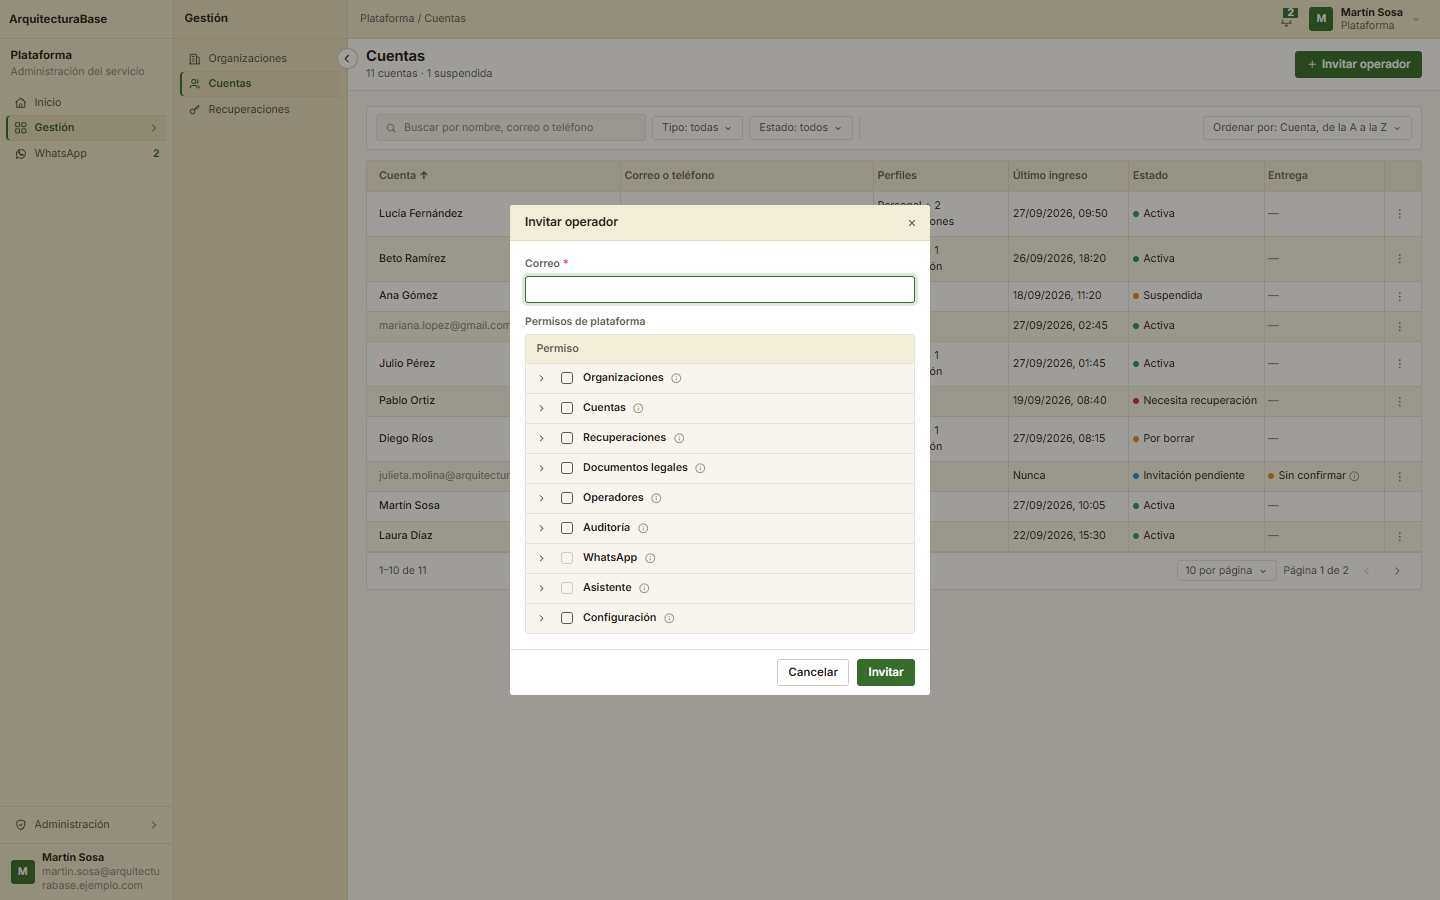 ArquitecturaBase
Plataforma
Administración del servicio
Inicio
Gestión
WhatsApp 2
Administración
M
Martín Sosa
martin.sosa@arquitectu
rabase.ejemplo.com
Gestión
Organizaciones
Cuentas
Recuperaciones
Plataforma / Cuentas
2
M
Martín Sosa
Plataforma
Cuentas
11 cuentas · 1 suspendida
+ Invitar operador
Buscar por nombre, correo o teléfono
Tipo: todas
Estado: todos
Ordenar por: Cuenta, de la A a la Z
Cuenta ↑ Correo o teléfono Perfiles Último ingreso Estado Entrega
Lucía Fernández 2 27/09/2026, 09:50 Activa —
Beto Ramírez 1 26/09/2026, 18:20 Activa —
Ana Gómez 18/09/2026, 11:20 Suspendida —
mariana.lopez@gmail.com 27/09/2026, 02:45 Activa —
Julio Pérez 1 27/09/2026, 01:45 Activa —
Pablo Ortiz 19/09/2026, 08:40 Necesita recuperación —
Diego Ríos 1 27/09/2026, 08:15 Por borrar —
julieta.molina@arquitectur Nunca Invitación pendiente Sin confirmar
Martín Sosa 27/09/2026, 10:05 Activa —
Laura Díaz 22/09/2026, 15:30 Activa —
1–10 de 11
10 por página
Página 1 de 2
Invitar operador ×
Correo *
Permisos de plataforma
Permiso
Organizaciones
Cuentas
Recuperaciones
Documentos legales
Operadores
Auditoría
WhatsApp
Asistente
Configuración
Cancelar
Invitar